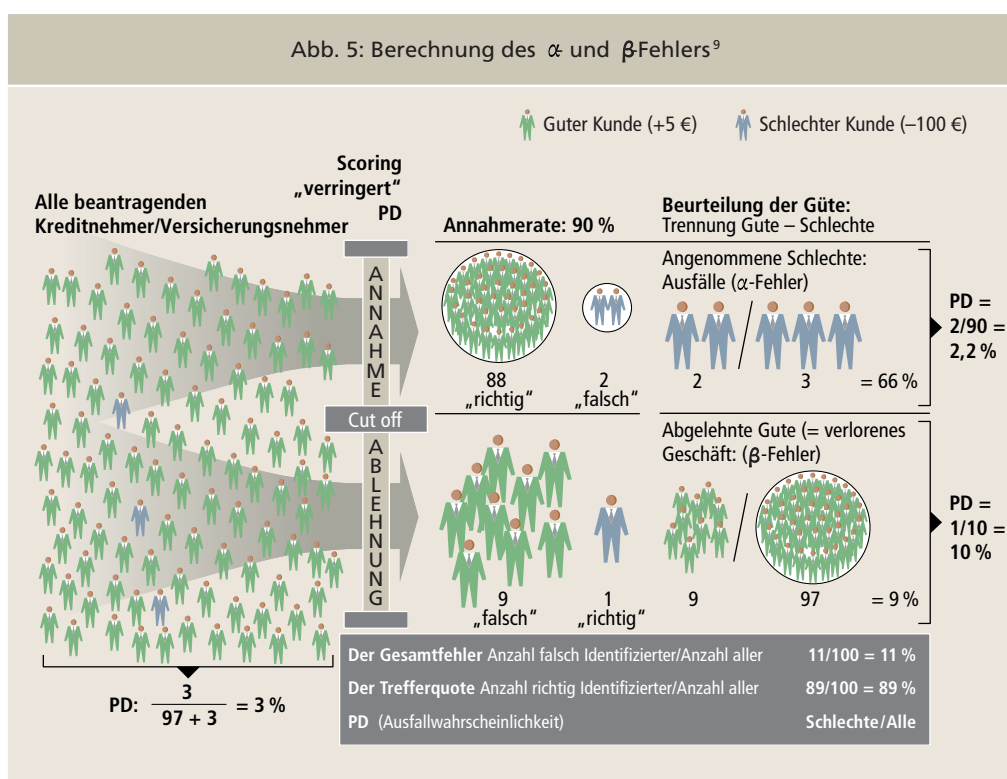 Abb. 5: Berechnung des α und β-Fehlers⁹
Guter Kunde (+5 €)
Schlechter Kunde (–100 €)
Alle beantragenden
Kreditnehmer/Versicherungsnehmer
Scoring
„verringert“
PD
ANNAHME
Cut off
ABLEHNUNG
Annahmerate: 90 %
88
„richtig“
2
„falsch“
9
„falsch“
1
„richtig“
Beurteilung der Güte:
Trennung Gute – Schlechte
Angenommene Schlechte:
Ausfälle (α-Fehler)
2 / 3 = 66 %
PD =
2/90 =
2,2 %
Abgelehnte Gute (= verlorenes
Geschäft: (β-Fehler)
9 / 97 = 9 %
PD =
1/10 =
10 %
PD: 3
97 + 3
= 3 %
Der Gesamtfehler Anzahl falsch Identifizierter/Anzahl aller 11/100 = 11 %
Der Trefferquote Anzahl richtig Identifizierter/Anzahl aller 89/100 = 89 %
PD (Ausfallwahrscheinlichkeit) Schlechte/Alle